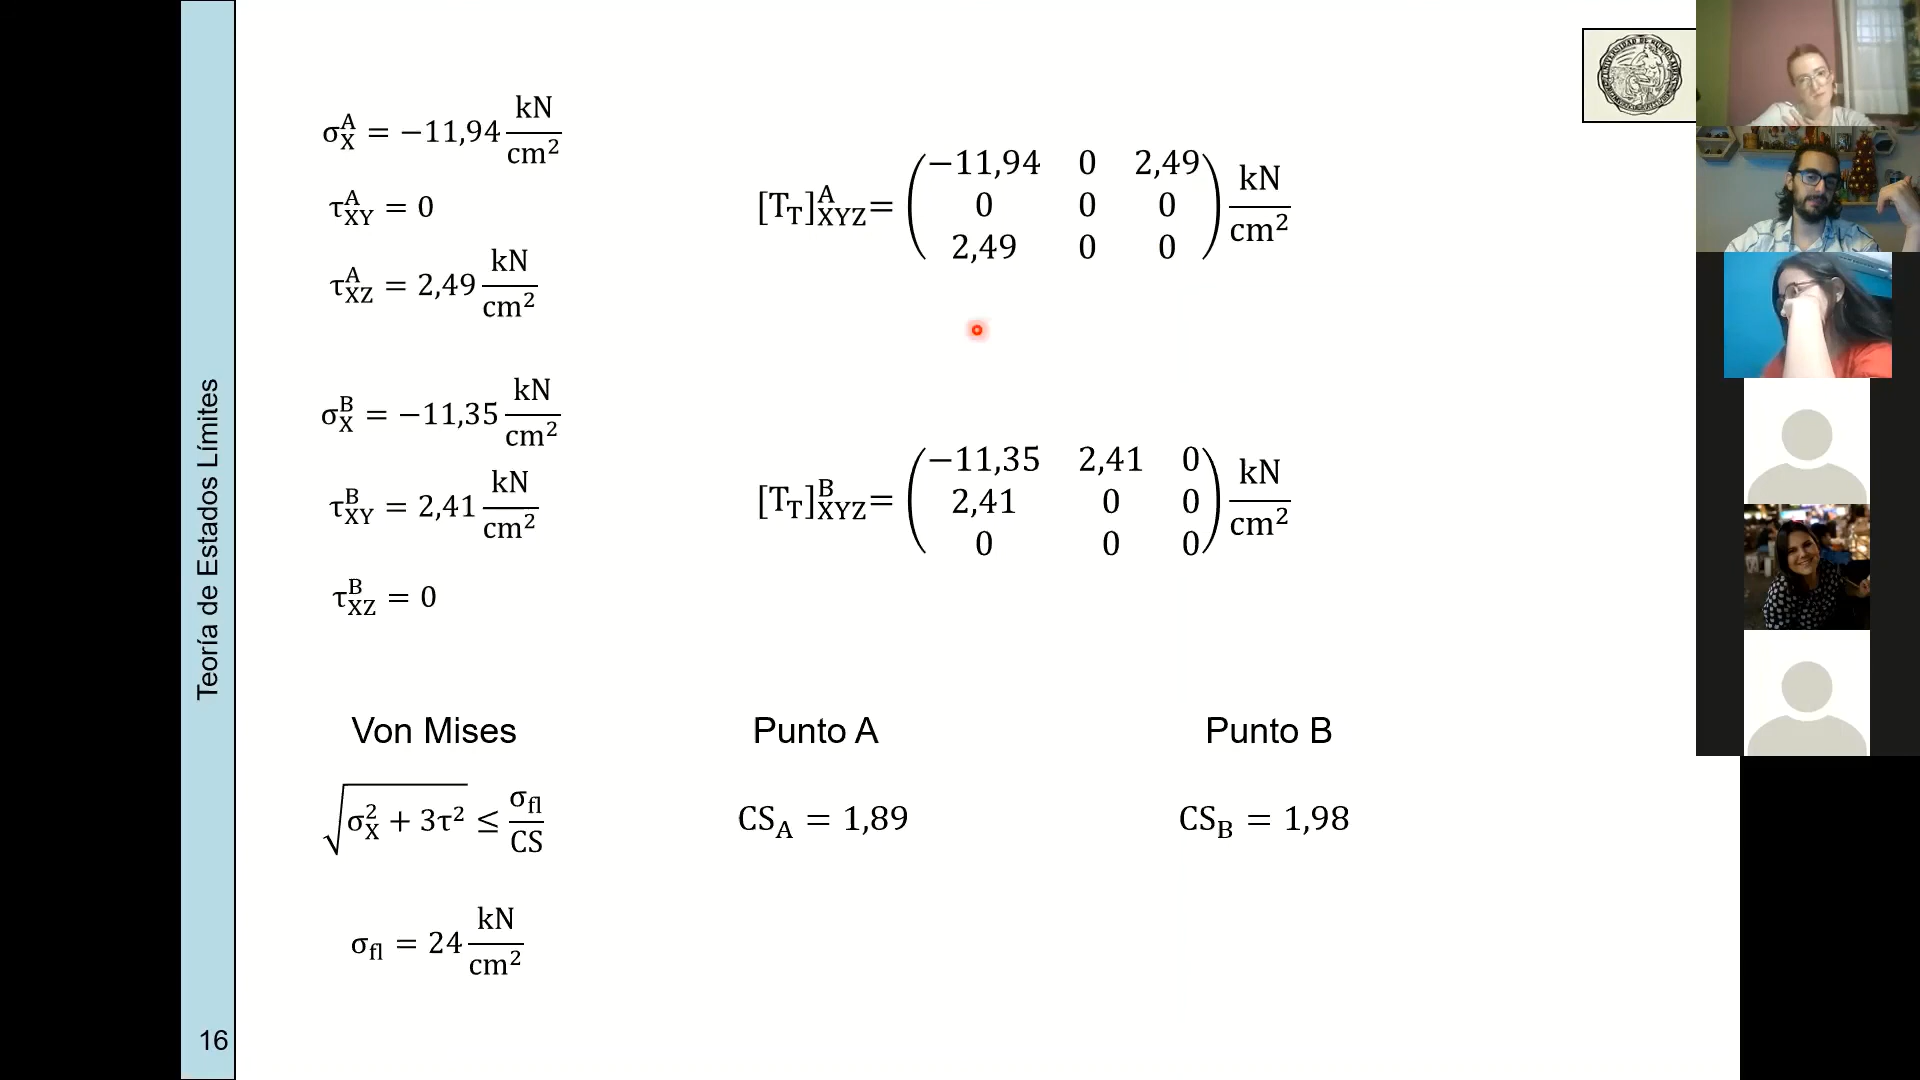 Teoría de Estados Límites
σ_X^A = −11,94 kN/cm²
τ_XY^A = 0
τ_XZ^A = 2,49 kN/cm²
[T_T]_XYZ^A = (−11,94 0 2,49
0 0 0
2,49 0 0) kN/cm²
σ_X^B = −11,35 kN/cm²
τ_XY^B = 2,41 kN/cm²
τ_XZ^B = 0
[T_T]_XYZ^B = (−11,35 2,41 0
2,41 0 0
0 0 0) kN/cm²
Von Mises
√(σ_X² + 3τ²) ≤ σ_fl/CS
σ_fl = 24 kN/cm²
Punto A
CS_A = 1,89
Punto B
CS_B = 1,98
16